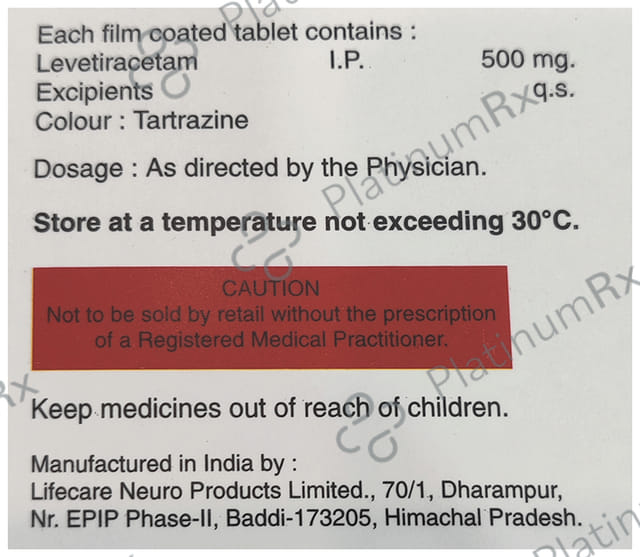 Each film coated tablet contains :
Levetiracetam I.P. 500 mg.
Excipients q.s.
Colour : Tartrazine
Dosage : As directed by the Physician.
Store at a temperature not exceeding 30°C.
CAUTION
Not to be sold by retail without the prescription
of a Registered Medical Practitioner.
Keep medicines out of reach of children.
Manufactured in India by :
Lifecare Neuro Products Limited., 70/1, Dharampur,
Nr. EPIP Phase-II, Baddi-173205, Himachal Pradesh.
PlatinumRx
PlatinumRx